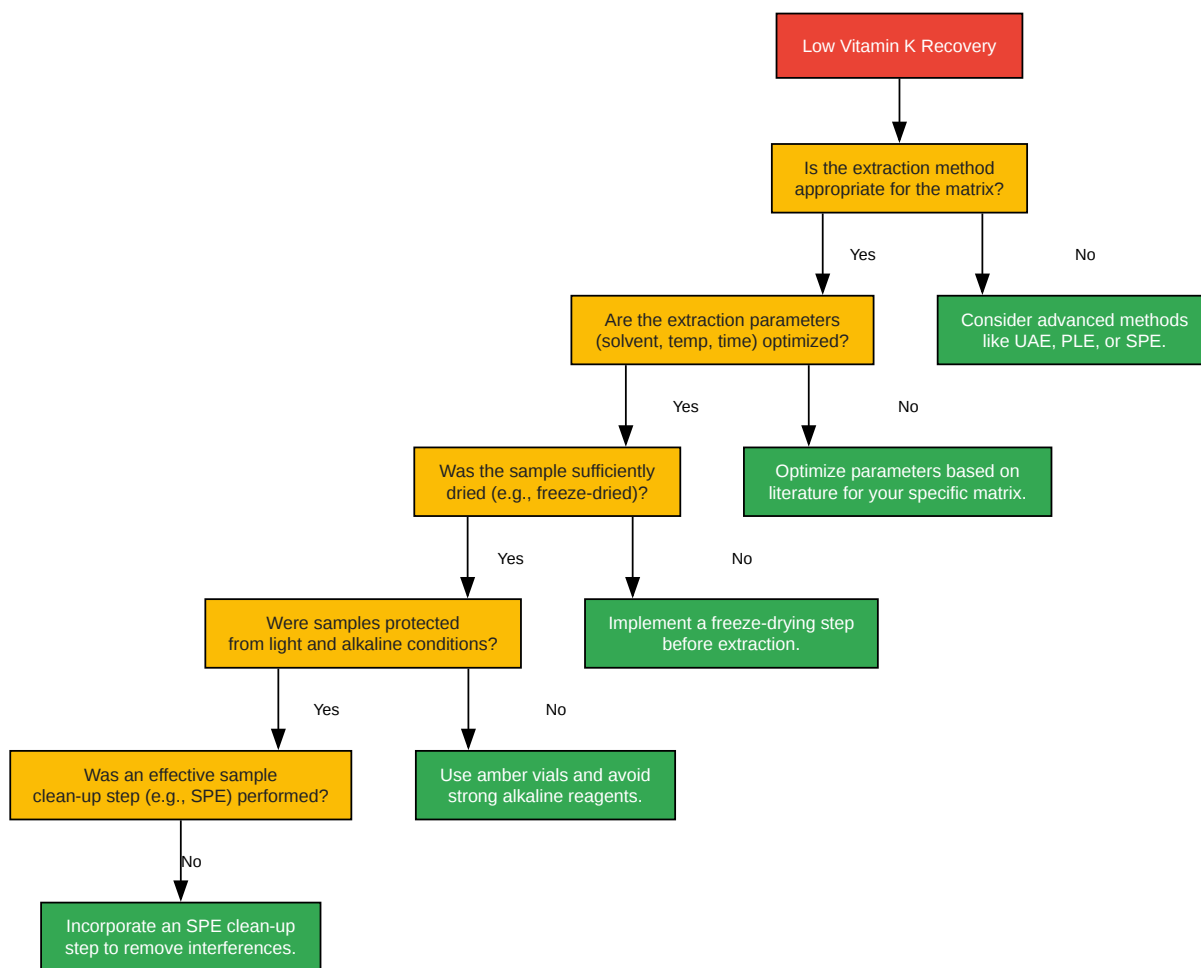 Low Vitamin K Recovery
Is the extraction method
appropriate for the matrix?
Yes
No
Are the extraction parameters
(solvent, temp, time) optimized?
Consider advanced methods
like UAE, PLE, or SPE.
Yes
No
Was the sample sufficiently
dried (e.g., freeze-dried)?
Optimize parameters based on
literature for your specific matrix.
Yes
No
Were samples protected
from light and alkaline conditions?
Implement a freeze-drying step
before extraction.
Yes
No
Was an effective sample
clean-up step (e.g., SPE) performed?
Use amber vials and avoid
strong alkaline reagents.
No
Incorporate an SPE clean-up
step to remove interferences.